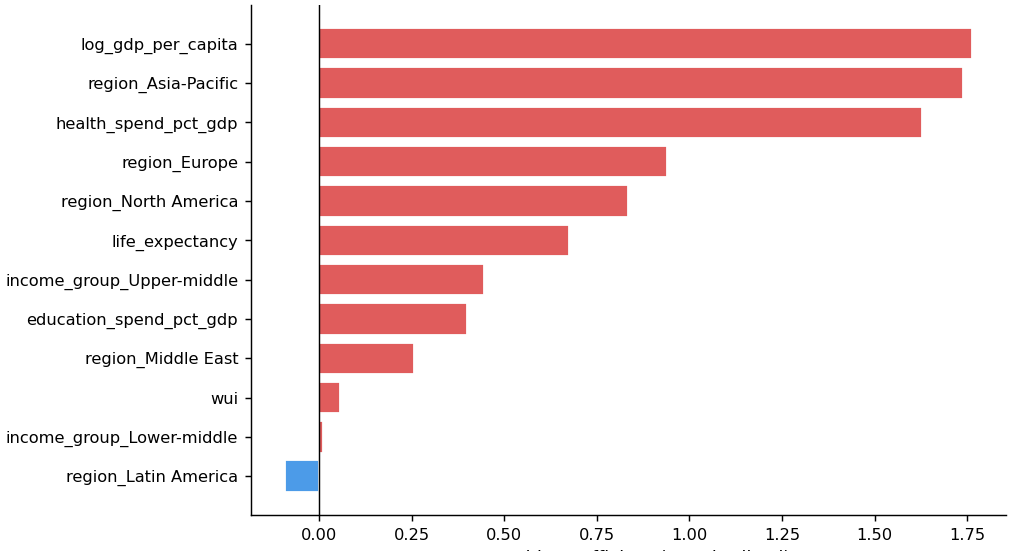 log_gdp_per_capita
region_Asia-Pacific
health_spend_pct_gdp
region_Europe
region_North America
life_expectancy
income_group_Upper-middle
education_spend_pct_gdp
region_Middle East
wui
income_group_Lower-middle
region_Latin America
0.00 0.25 0.50 0.75 1.00 1.25 1.50 1.75